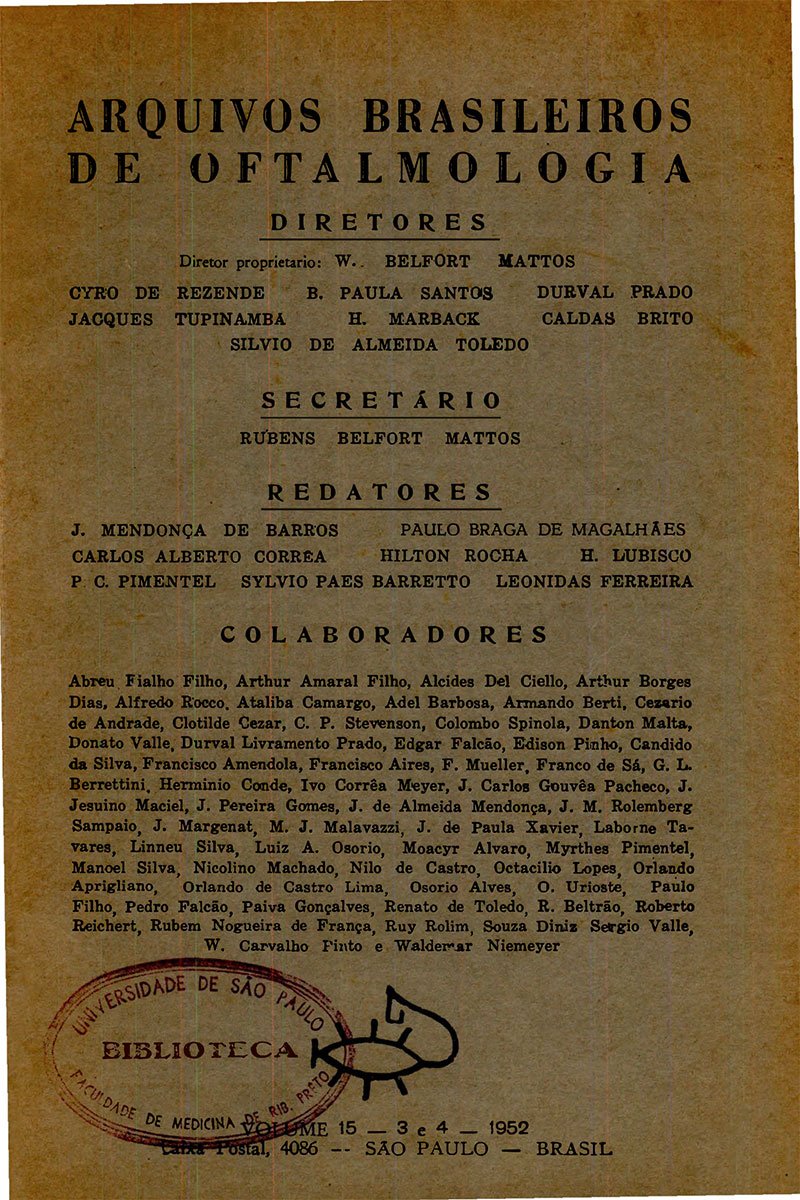 ARQUIVOS BRASILEIROS
DE OFTALMOLOGIA
DIRETORES
Diretor proprietario: W. BELFORT MATTOS
CYRO DE REZENDE B. PAULA SANTOS DURVAL PRADO
JACQUES TUPINAMBÁ H. MARBACK CALDAS BRITO
SILVIO DE ALMEIDA TOLEDO
SECRETÁRIO
RUBENS BELFORT MATTOS
REDATORES
J. MENDONÇA DE BARROS PAULO BRAGA DE MAGALHÃES
CARLOS ALBERTO CORREA HILTON ROCHA H. LUBISCO
P. C. PIMENTEL SYLVIO PAES BARRETTO LEONIDAS FERREIRA
COLABORADORES
Abreu Fialho Filho, Arthur Amaral Filho, Alcides Del Ciello, Arthur Borges
Dias, Alfredo Rocco, Ataliba Camargo, Adel Barbosa, Armando Berti, Cezario
de Andrade, Clotilde Cezar, C. P. Stevenson, Colombo Spinola, Danton Malta,
Donato Valle, Durval Livramento Prado, Edgar Falcão, Edison Pinho, Candido
da Silva, Francisco Amendola, Francisco Aires, F. Mueller, Franco de Sá, G. L.
Berrettini, Herminio Conde, Ivo Corrêa Meyer, J. Carlos Gouvêa Pacheco, J.
Jesuino Maciel, J. Pereira Gomes, J. de Almeida Mendonça, J. M. Rolemberg
Sampaio, J. Margenat, M. J. Malavazzi, J. de Paula Xavier, Laborne Ta-
vares, Linneu Silva, Luiz A. Osorio, Moacyr Alvaro, Myrthes Pimentel,
Manoel Silva, Nicolino Machado, Nilo de Castro, Octacilio Lopes, Orlando
Aprigliano, Orlando de Castro Lima, Osorio Alves, O. Urioste, Paulo
Filho, Pedro Falcão, Paiva Gonçalves, Renato de Toledo, R. Beltrão, Roberto
Reichert, Rubem Nogueira de França, Ruy Rolim, Souza Diniz Sergio Valle,
W. Carvalho Pinto e Waldemar Niemeyer
UNIVERSIDADE DE SÃO PAULO
BIBLIOTECA
FACULDADE DE MEDICINA DE RIB. PRETO
VOLUME 15 — 3 e 4 — 1952
Caixa Postal, 4086 -- SÃO PAULO — BRASIL